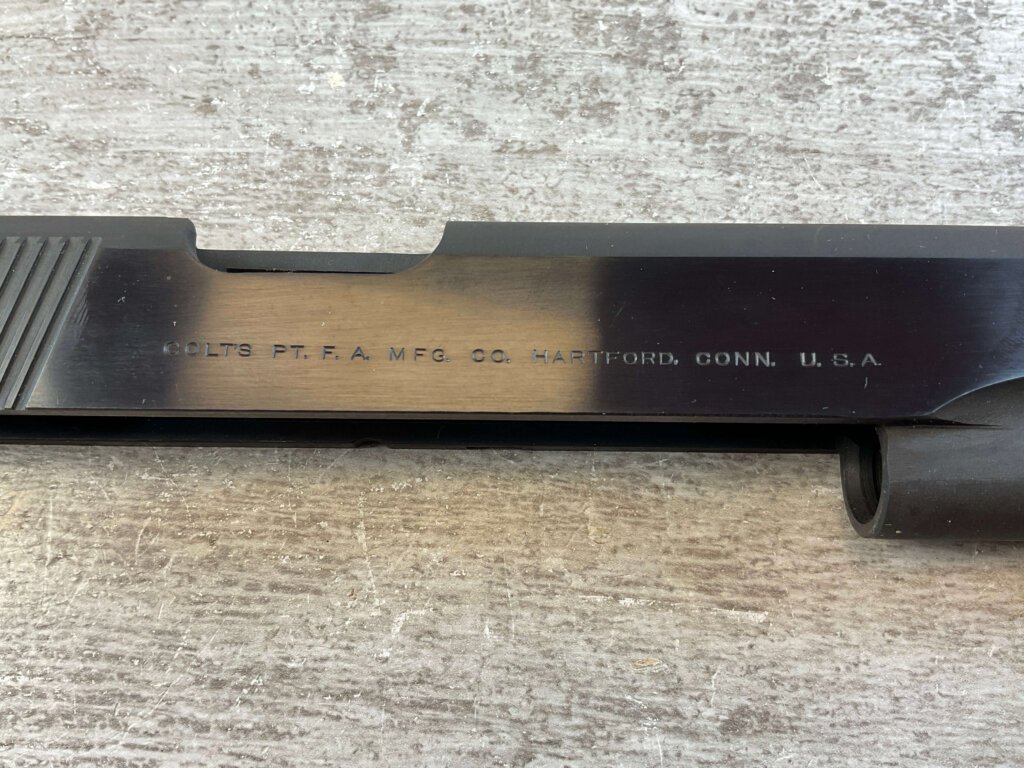 COLT'S PT. F. A. MFG. CO. HARTFORD, CONN. U. S. A.